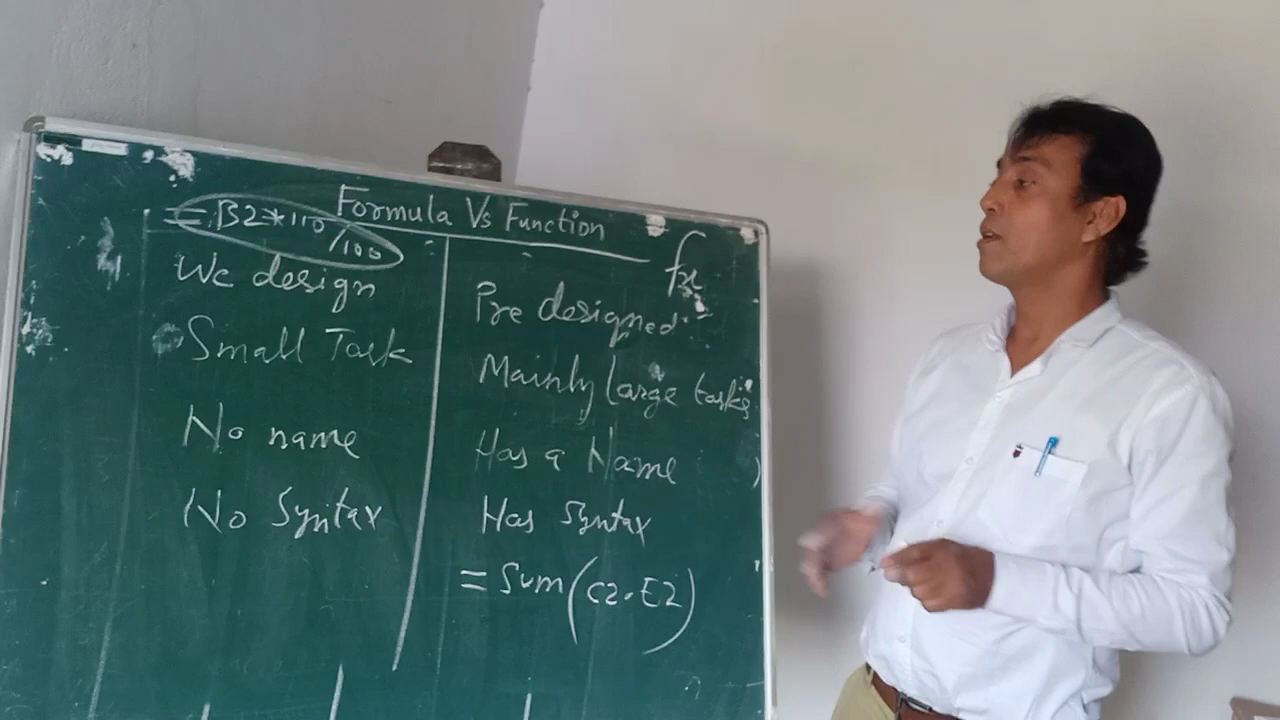 Formula Vs Function
= B2*110/100
fx
We design
Small Task
No name
No Syntax
Pre designed
Mainly large tasks
Has a Name
Has Syntax
= Sum(C2.E2)